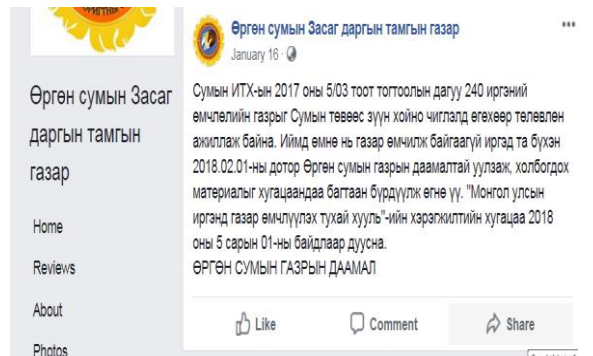 Өргөн сумын Засаг даргын тамгын газар
January 16
Сумын ИТХ-ын 2017 оны 5/03 тоот тогтоолын дагуу 240 иргэний
өмчлөлийн газрыг Сумын төвөөс зүүн хойно чиглэлд өгөхөөр төлөвлөн
ажиллаж байна. Иймд өмнө нь газар өмчилж байгаагүй иргэд та бүхэн
2018.02.01-ны дотор Өргөн сумын газрын даамалтай уулзаж, холбогдох
материалыг хугацаандаа багтаан бүрдүүлж өгнө үү. "Монгол улсын
иргэнд газар өмчлүүлэх тухай хууль"-ийн хэрэгжилтийн хугацаа 2018
оны 5 сарын 01-ны байдлаар дуусна.
ӨРГӨН СУМЫН ГАЗРЫН ДААМАЛ
Like Comment Share
Өргөн сумын Засаг
даргын тамгын
газар
Home
Reviews
About
Photos